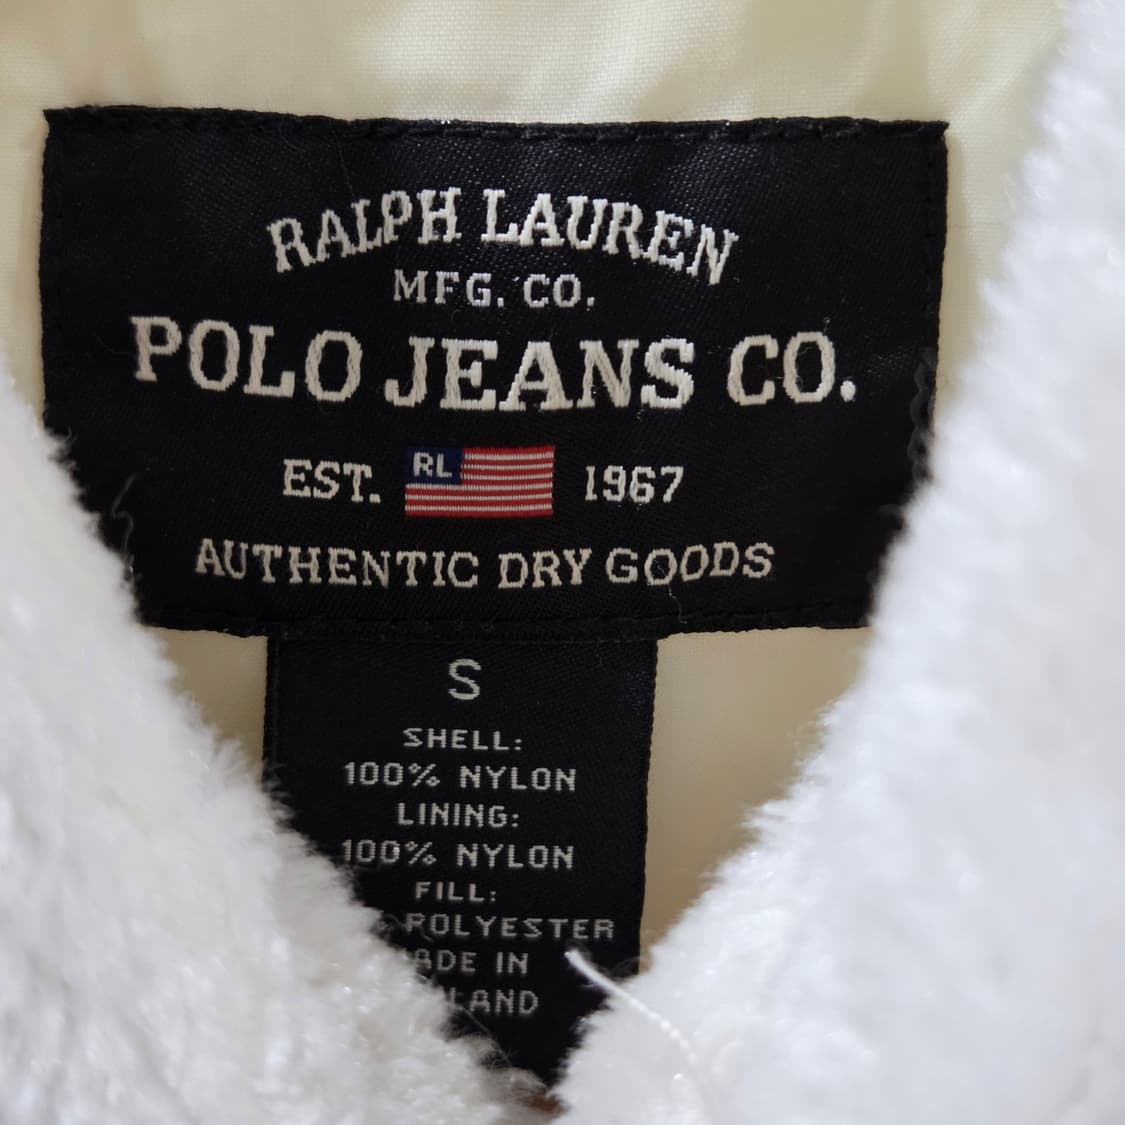 RALPH LAUREN
MFG. CO.
POLO JEANS CO.
EST. RL 1967
AUTHENTIC DRY GOODS
S
SHELL:
100% NYLON
LINING:
100% NYLON
FILL:
POLYESTER
IN